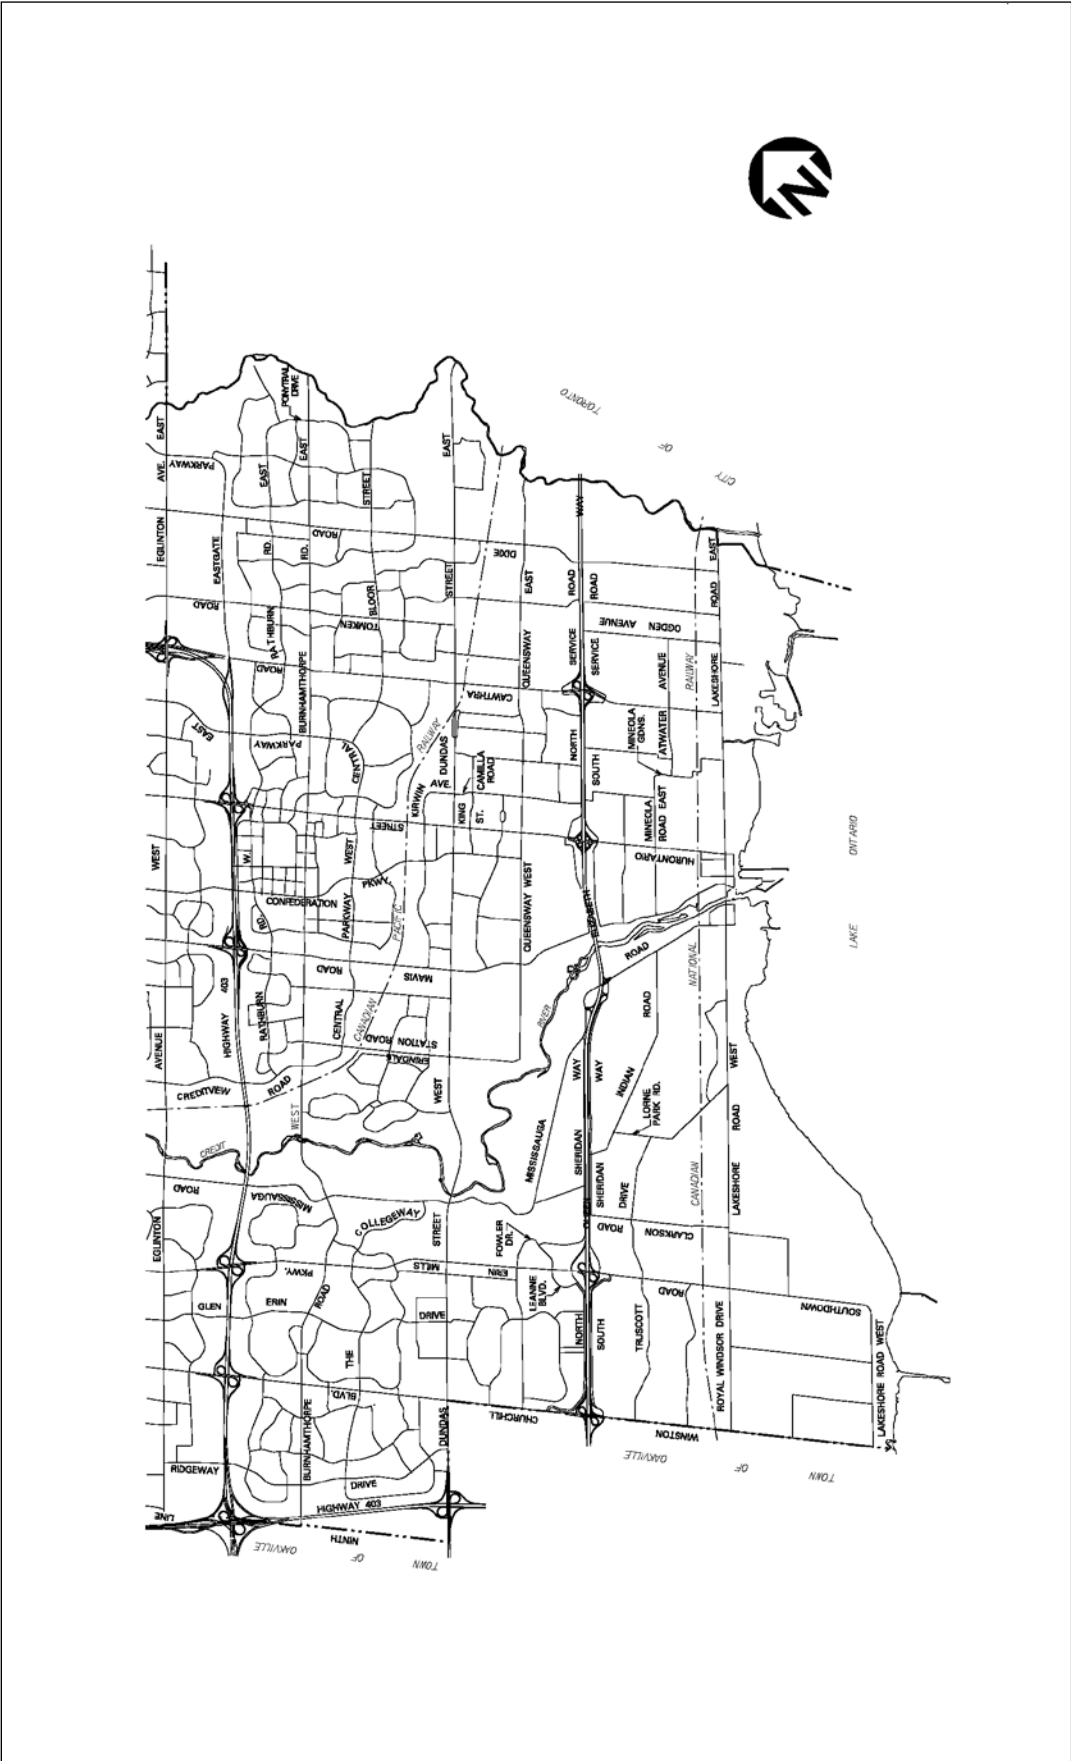 N
PONYTRAIL
DRIVE
EGLINTON AVE. EAST
PARKWAY
EASTGATE
EAST
RATHBURN RD.
EAST
BURNHAMTHORPE RD.
BLOOR STREET
DUNDAS STREET EAST
ROAD
DIXIE
ROAD
TOMKEN
ROAD
CAWTHRA
QUEENSWAY EAST
NORTH SERVICE ROAD
SOUTH SERVICE ROAD
WAY
OGDEN AVENUE
LAKESHORE ROAD EAST
RAILWAY
ATWATER AVENUE
MINEOLA
GDNS.
MINEOLA
ROAD EAST
CITY OF TORONTO
EAST
PARKWAY
CENTRAL
RAILWAY
KIRWIN AVE.
CAMILLA
ROAD
KING ST.
STREET
HURONTARIO
WEST
W.
RD.
CONFEDERATION PKWY.
PARKWAY WEST
PACIFIC
QUEENSWAY WEST
ELIZABETH
ROAD
LAKE ONTARIO
ROAD
MAVIS
HIGHWAY 403
RATHBURN
CENTRAL
CANADIAN
ERINDALE
STATION ROAD
RIVER
NATIONAL
AVENUE
CREDITVIEW ROAD
WEST
WEST
CREDIT
MISSISSAUGA
SHERIDAN WAY
SHERIDAN WAY
INDIAN ROAD
LORNE
PARK RD.
ROAD
MISSISSAUGA
COLLEGEWAY
STREET
QUEEN
DRIVE
CANADIAN
LAKESHORE ROAD WEST
CLARKSON ROAD
FOWLER
DR.
LEANNE
BLVD.
EGLINTON
PKWY.
MILLS
ERIN
GLEN ERIN
ROAD
DRIVE
NORTH
SOUTH
TRUSCOTT
ROAD
SOUTHDOWN
ROYAL WINDSOR DRIVE
LAKESHORE ROAD WEST
THE
BLVD.
CHURCHILL
WINSTON
BURNHAMTHORPE
DUNDAS
RIDGEWAY
DRIVE
HIGHWAY 403
LINE
NINTH
TOWN OF OAKVILLE
TOWN OF OAKVILLE